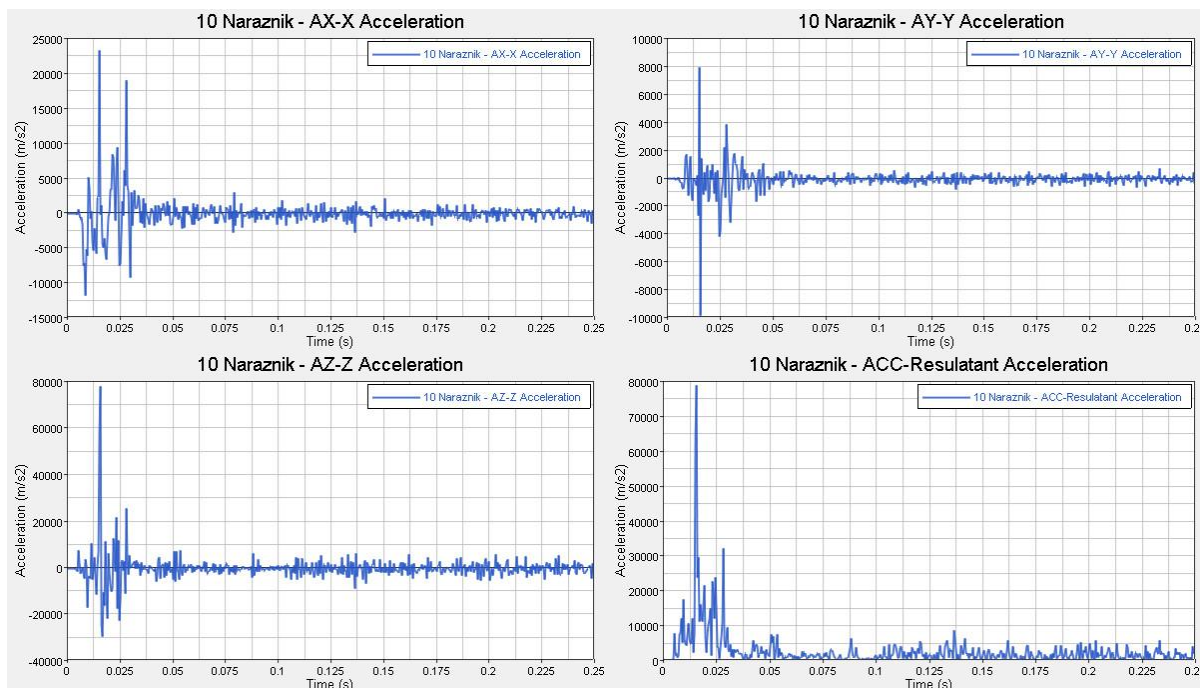 10 Naraznik - AX-X Acceleration
10 Naraznik - AX-X Acceleration
Acceleration (m/s2)
25000
20000
15000
10000
5000
0
-5000
-10000
-15000
0 0.025 0.05 0.075 0.1 0.125 0.15 0.175 0.2 0.225 0.25
Time (s)
10 Naraznik - AY-Y Acceleration
10 Naraznik - AY-Y Acceleration
Acceleration (m/s2)
10000
8000
6000
4000
2000
0
-2000
-4000
-6000
-8000
-10000
0 0.025 0.05 0.075 0.1 0.125 0.15 0.175 0.2 0.225 0.2
Time (s)
10 Naraznik - AZ-Z Acceleration
10 Naraznik - AZ-Z Acceleration
Acceleration (m/s2)
80000
60000
40000
20000
0
-20000
-40000
0 0.025 0.05 0.075 0.1 0.125 0.15 0.175 0.2 0.225 0.25
Time (s)
10 Naraznik - ACC-Resulatant Acceleration
10 Naraznik - ACC-Resulatant Acceleration
Acceleration (m/s2)
80000
70000
60000
50000
40000
30000
20000
10000
0
0 0.025 0.05 0.075 0.1 0.125 0.15 0.175 0.2 0.225 0.2
Time (s)